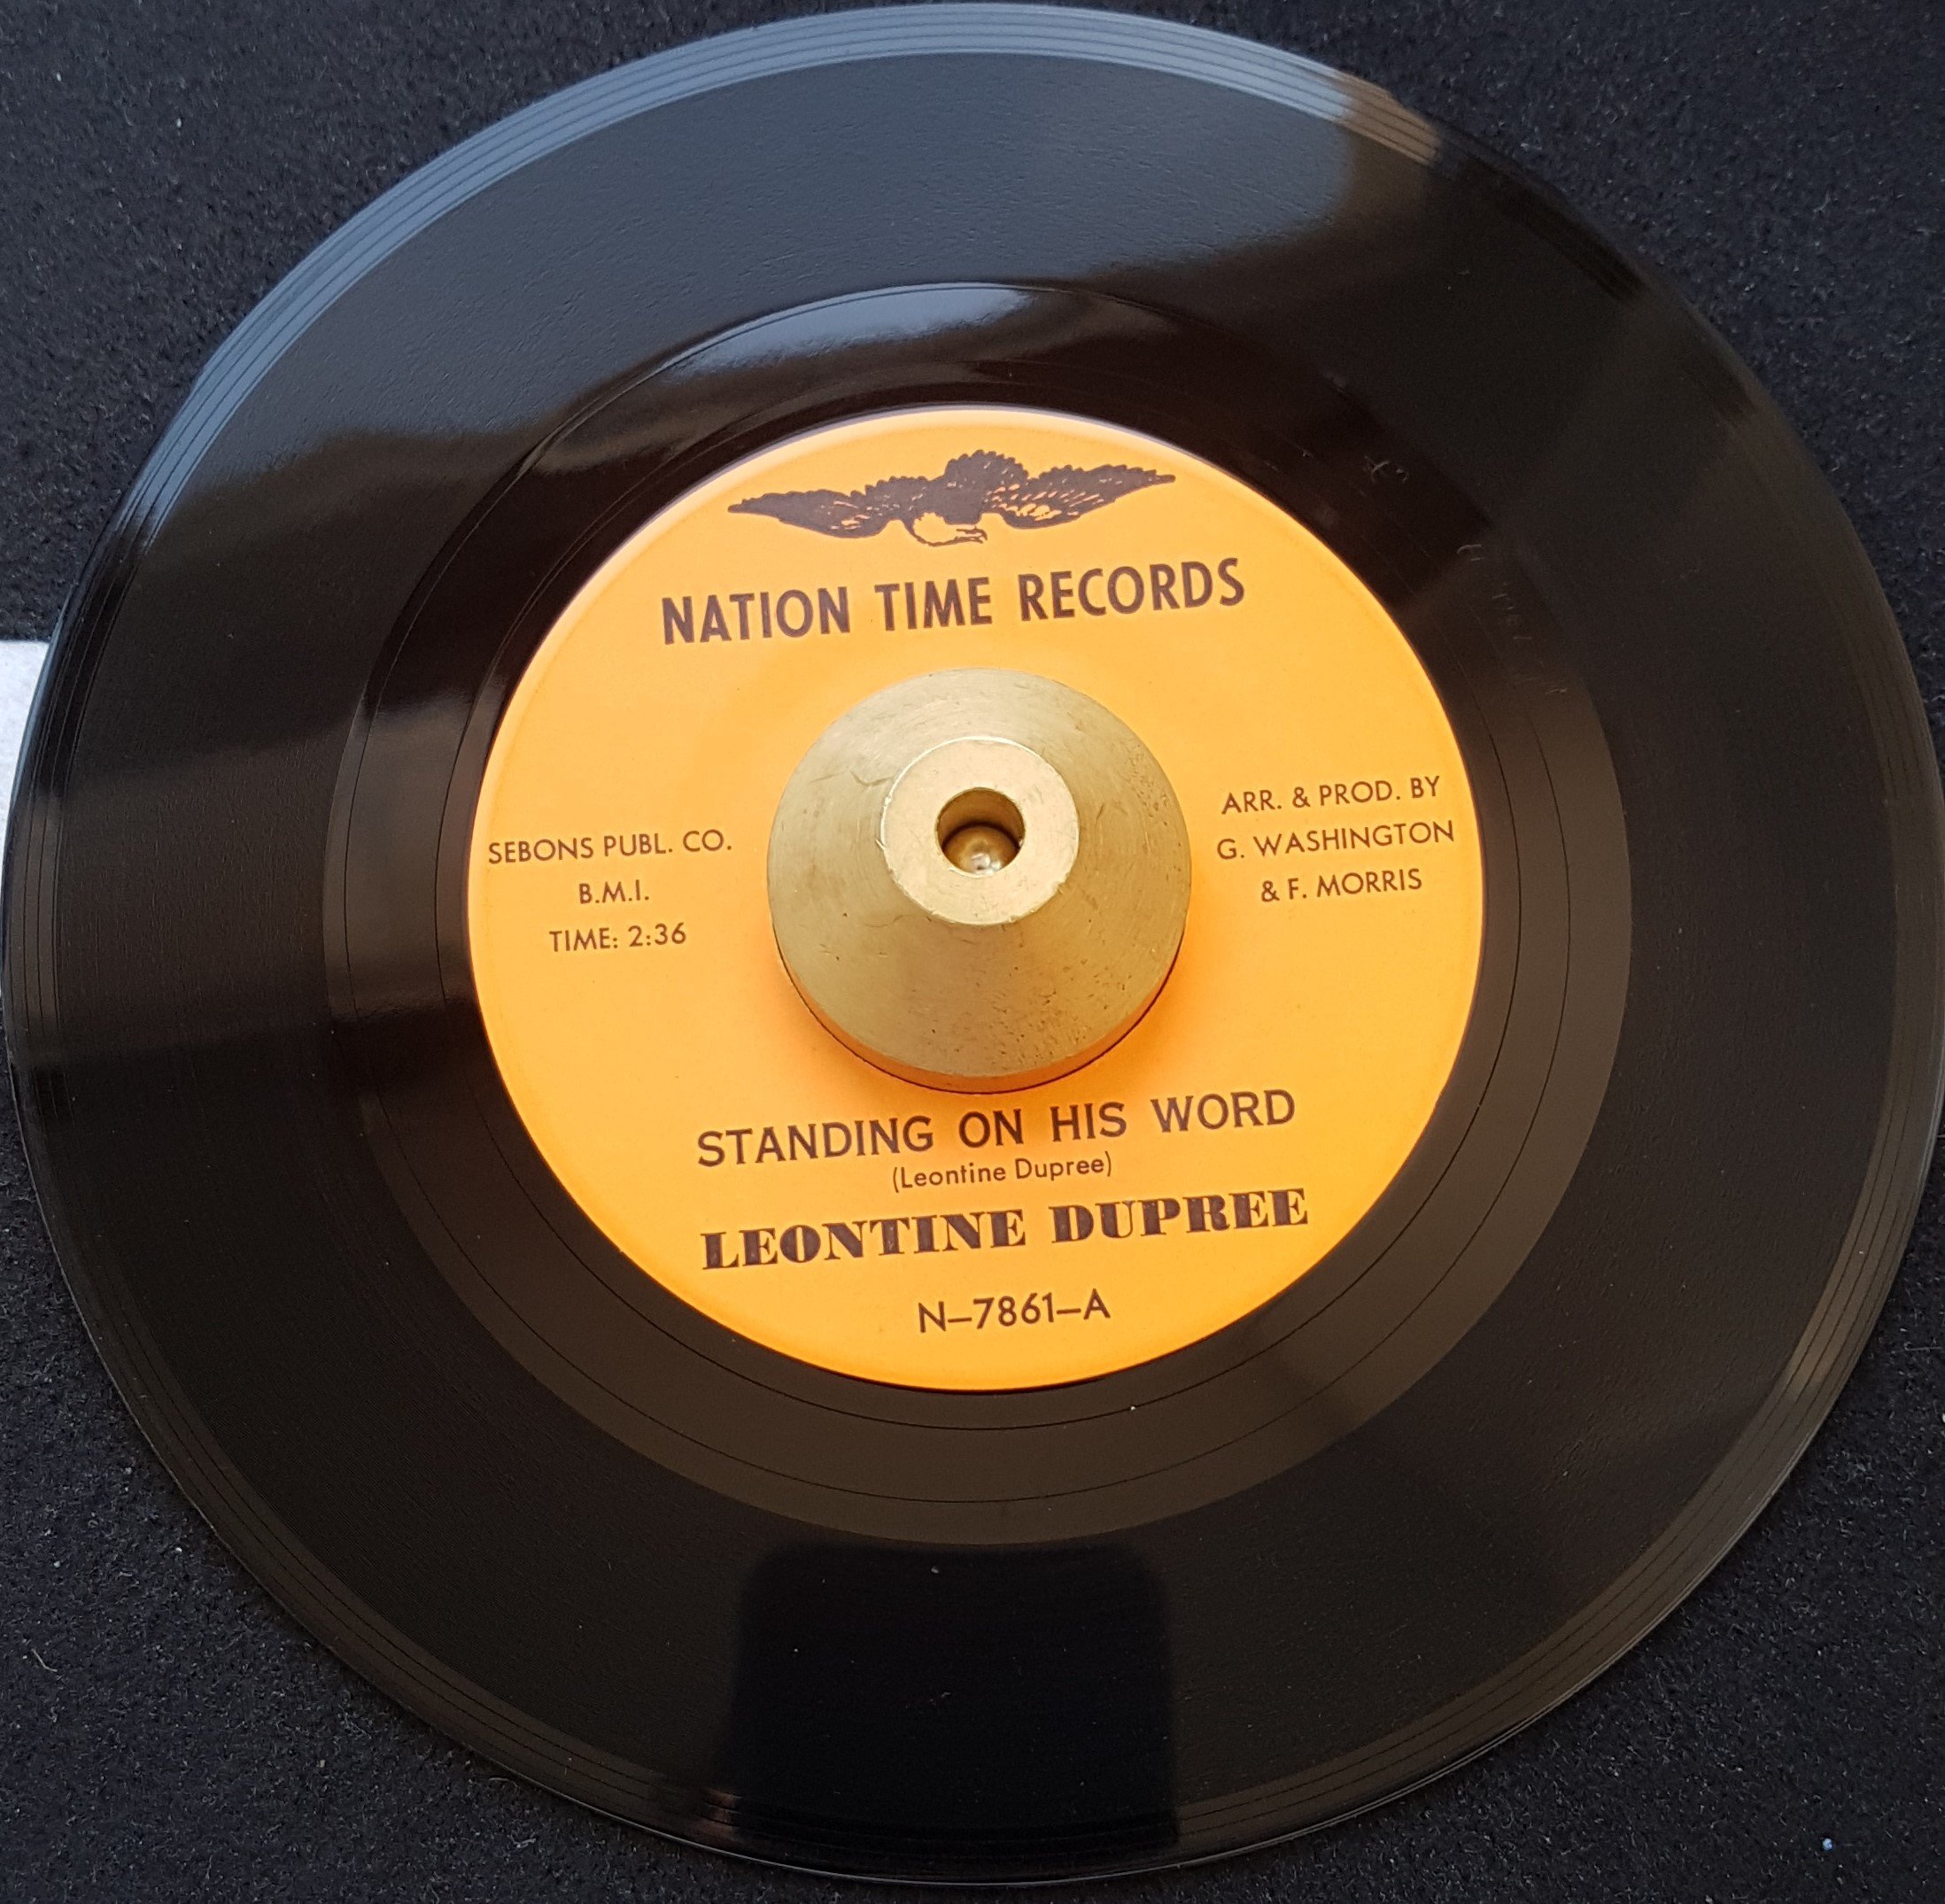 NATION TIME RECORDS
SEBONS PUBL. CO.
B.M.I.
TIME: 2:36
ARR. & PROD. BY
G. WASHINGTON
& F. MORRIS
STANDING ON HIS WORD
(Leontine Dupree)
LEONTINE DUPREE
N–7861–A